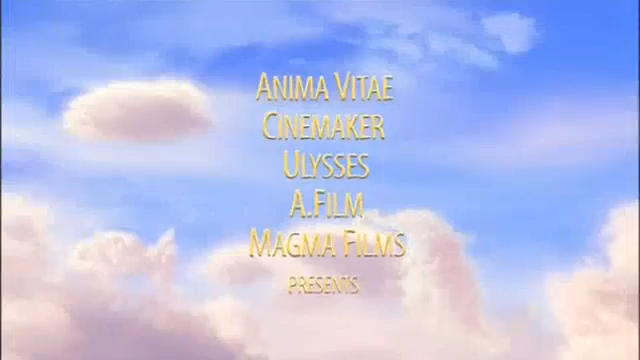 Anima Vitae
Cinemaker
Ulysses
A.Film
Magma Films
presents